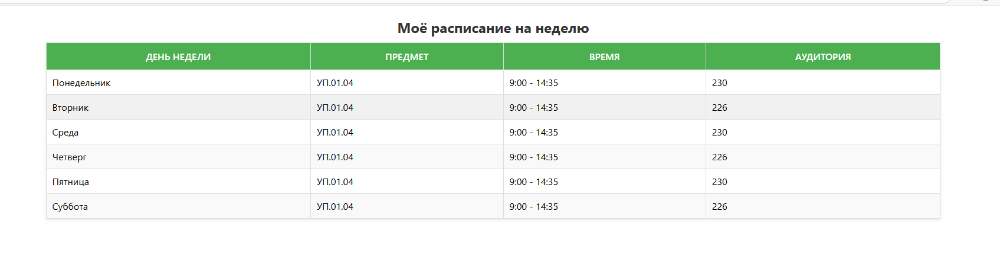 Моё расписание на неделю
ДЕНЬ НЕДЕЛИ ПРЕДМЕТ ВРЕМЯ АУДИТОРИЯ
Понедельник УП.01.04 9:00 - 14:35 230
Вторник УП.01.04 9:00 - 14:35 226
Среда УП.01.04 9:00 - 14:35 230
Четверг УП.01.04 9:00 - 14:35 226
Пятница УП.01.04 9:00 - 14:35 230
Суббота УП.01.04 9:00 - 14:35 226